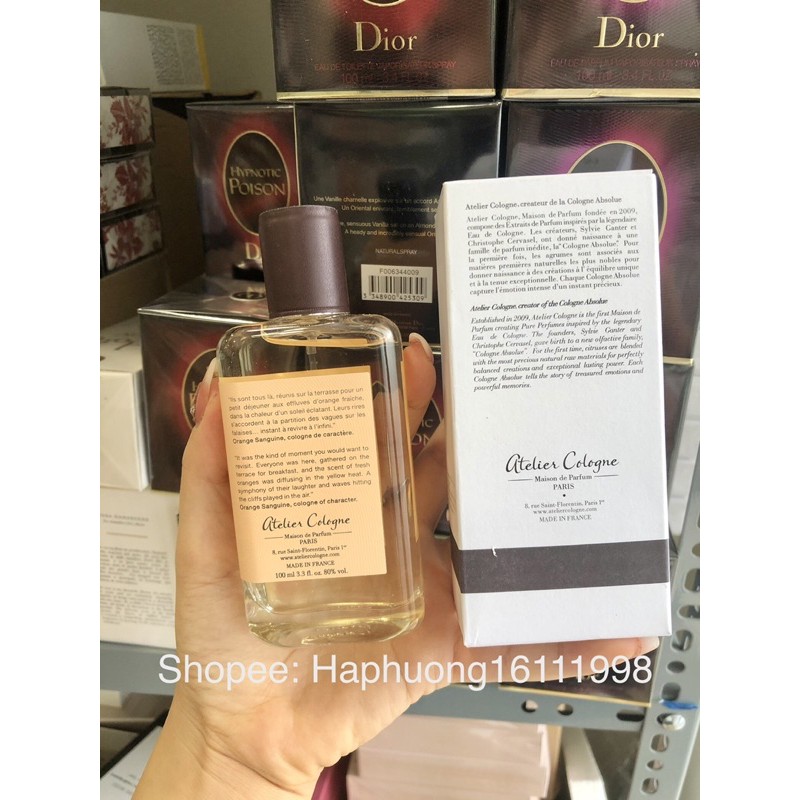 Dior
EAU DE TOILETTE VAPORISATEUR SPRAY
Dior
HYPNOTIC
POISON
NATURAL SPRAY
F006344009
3 348900 425309
Atelier Cologne, createur de la Cologne Absolue
Atelier Cologne, Maison de Parfum fondée en 2009,
compose des Extraits de Parfum inspirés par la légendaire
Eau de Cologne. Les créateurs, Sylvie Ganter et
Christophe Cervasel, ont donné naissance à une
famille de parfum inédite, la "Cologne Absolue". Pour
la première fois, les agrumes sont associés aux
matières premières naturelles les plus nobles pour
donner naissance à des créations à l'équilibre unique
et à la tenue exceptionnelle. Chaque Cologne Absolue
capture l'émotion intense d'un instant précieux.
Atelier Cologne, creator of the Cologne Absolue
Established in 2009, Atelier Cologne is the first Maison de
Parfum creating Pure Perfumes inspired by the legendary
Eau de Cologne. The founders, Sylvie Ganter and
Christophe Cervasel, gave birth to a new olfactive family,
"Cologne Absolue". For the first time, citruses are blended
with the most precious natural raw materials for perfectly
balanced creations and exceptional lasting power. Each
Cologne Absolue tells the story of treasured emotions and
powerful memories.
Atelier Cologne
Maison de Parfum
PARIS
8, rue Saint-Florentin, Paris 1er
www.ateliercologne.com
MADE IN FRANCE
"Ils sont tous là, réunis sur la terrasse pour un
petit déjeuner aux effluves d'orange fraîche,
dans la chaleur d'un soleil éclatant. Leurs rires
s'accordent à la partition des vagues sur les
falaises... instant à revivre à l'infini."
Orange Sanguine, cologne de caractère.
"It was the kind of moment you would want to
revisit. Everyone was here, gathered on the
terrace for breakfast, and the scent of fresh
oranges was diffusing in the yellow heat. A
symphony of their laughter and waves hitting
the cliffs played in the air."
Orange Sanguine, cologne of character.
Atelier Cologne
Maison de Parfum
PARIS
8, rue Saint-Florentin, Paris 1er
www.ateliercologne.com
MADE IN FRANCE
100 ml 3.3 fl. oz. 80% vol.
Shopee: Haphuong16111998